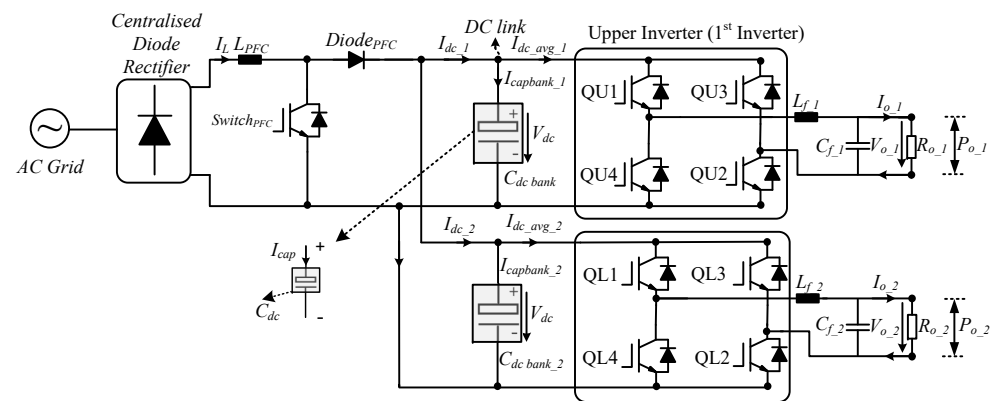 Centralised
Diode
Rectifier
AC Grid
I_L L_PFC
Diode_PFC
Switch_PFC
DC link
I_dc_1
I_dc_avg_1
I_capbank_1
+
-
V_dc
C_dc bank
Upper Inverter (1st Inverter)
QU1
QU3
QU4
QU2
L_f_1
I_o_1
C_f_1
V_o_1
R_o_1
P_o_1
I_cap
+
-
C_dc
I_dc_2
I_dc_avg_2
I_capbank_2
+
-
V_dc
C_dc bank_2
QL1
QL3
QL4
QL2
L_f_2
I_o_2
C_f_2
V_o_2
R_o_2
P_o_2